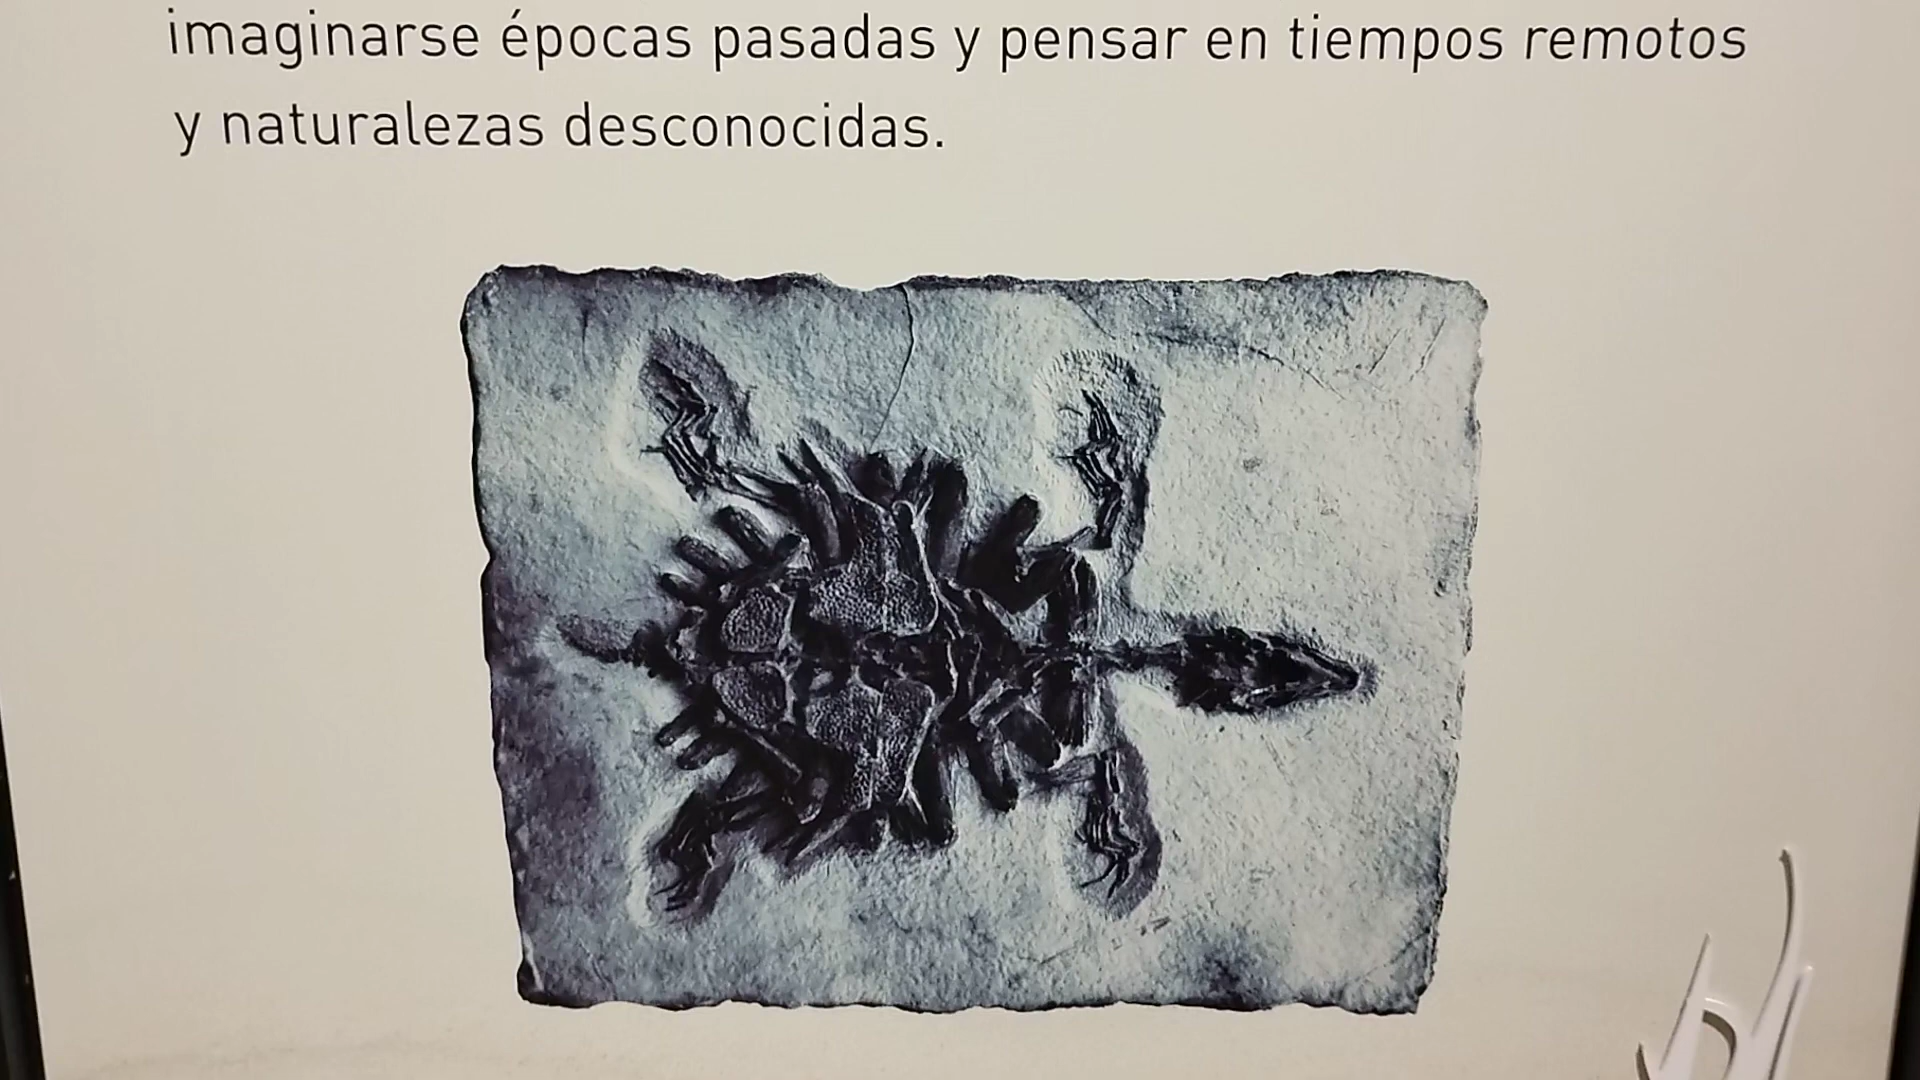 imaginarse épocas pasadas y pensar en tiempos remotos
y naturalezas desconocidas.